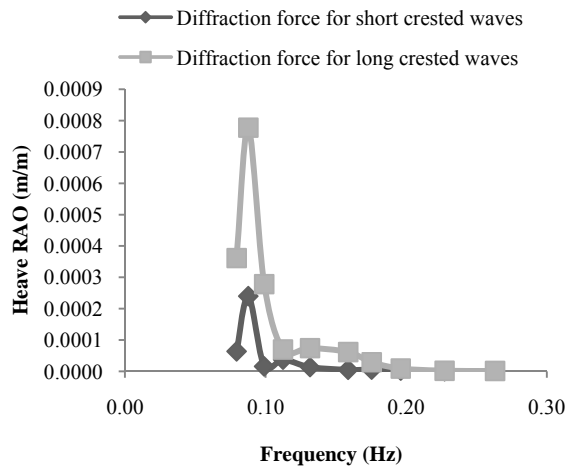 Diffraction force for short crested waves
Diffraction force for long crested waves
0.0009
0.0008
0.0007
0.0006
0.0005
0.0004
0.0003
0.0002
0.0001
0.0000
Heave RAO (m/m)
0.00 0.10 0.20 0.30
Frequency (Hz)